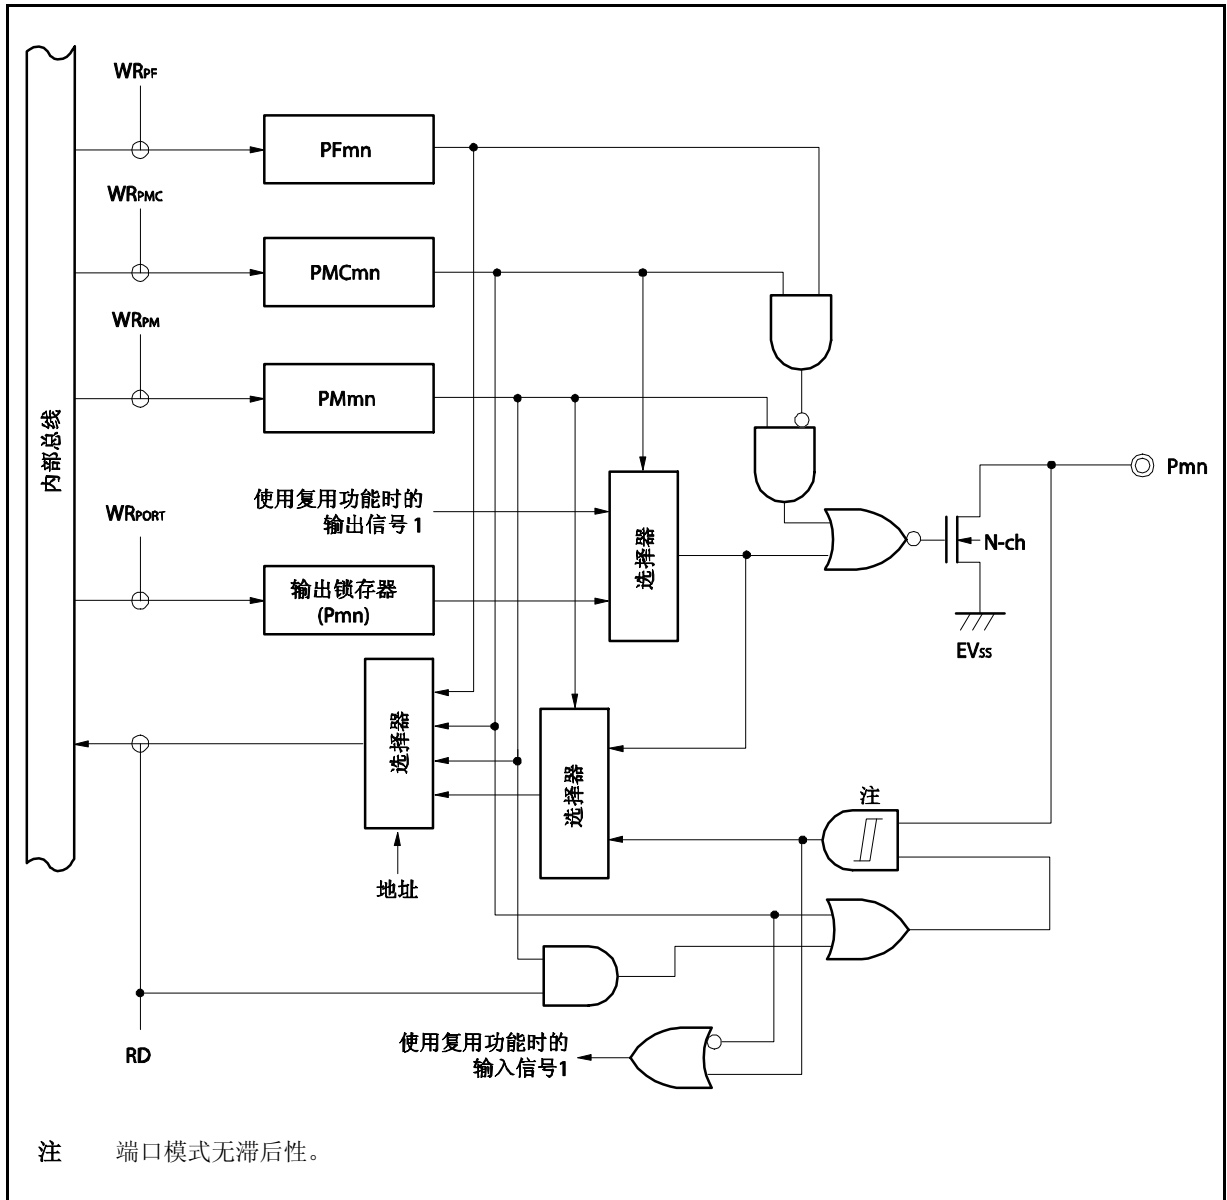 WRPF
PFmn
WRPMC
PMCmn
WRPM
PMmn
内部总线
Pmn
使用复用功能时的
输出信号1
WRPORT
选择器
N-ch
输出锁存器
(Pmn)
EVSS
选择器
选择器
注
地址
RD
使用复用功能时的
输入信号1
注 端口模式无滞后性。